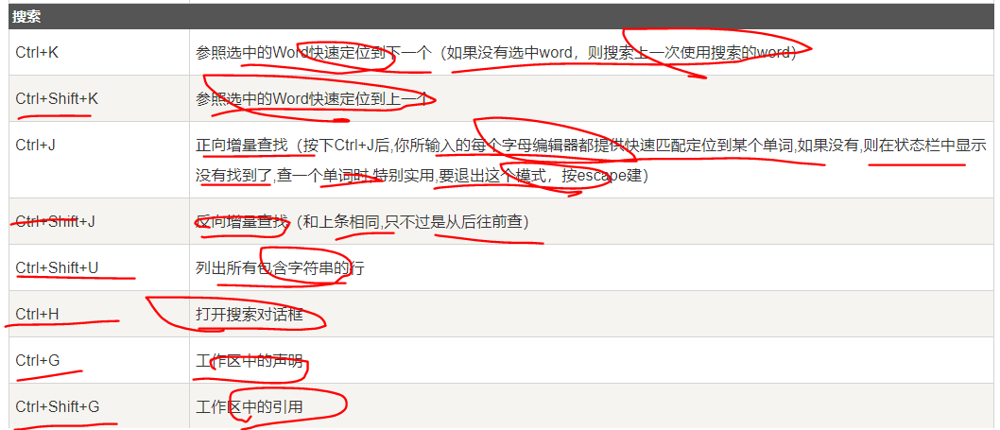 搜索
Ctrl+K
参照选中的Word快速定位到下一个（如果没有选中word，则搜索上一次使用搜索的word）
Ctrl+Shift+K
参照选中的Word快速定位到上一个
Ctrl+J
正向增量查找（按下Ctrl+J后,你所输入的每个字母编辑器都提供快速匹配定位到某个单词,如果没有,则在状态栏中显示
没有找到了,查一个单词时,特别实用,要退出这个模式，按escape建）
Ctrl+Shift+J
反向增量查找（和上条相同,只不过是从后往前查）
Ctrl+Shift+U
列出所有包含字符串的行
Ctrl+H
打开搜索对话框
Ctrl+G
工作区中的声明
Ctrl+Shift+G
工作区中的引用